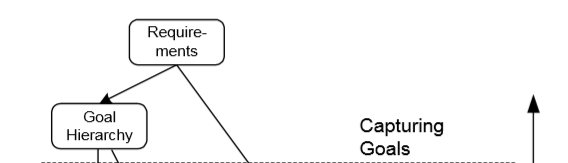 Require-
ments
Goal
Hierarchy
Capturing
Goals